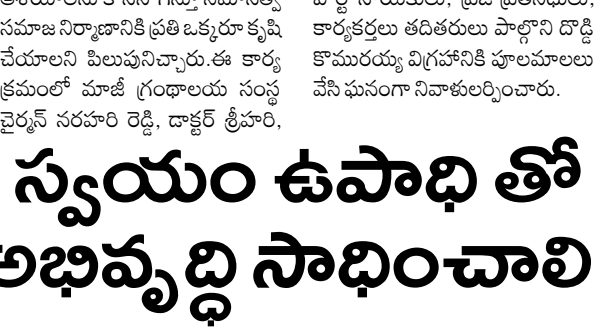 సమాజ నిర్మాణానికి ప్రతి ఒక్కరూ కృషి
చేయాలని పిలుపునిచ్చారు.ఈ కార్య
క్రమంలో మాజీ గ్రంథాలయ సంస్థ
చైర్మన్ నరహరి రెడ్డి, డాక్టర్ శ్రీహరి,
కార్యకర్తలు తదితరులు పాల్గొని దొడ్డి
కొమురయ్య విగ్రహానికి పూలమాలలు
వేసి ఘనంగా నివాళులర్పించారు.
స్వయం ఉపాధి తో
అభివృద్ధి సాధించాలి